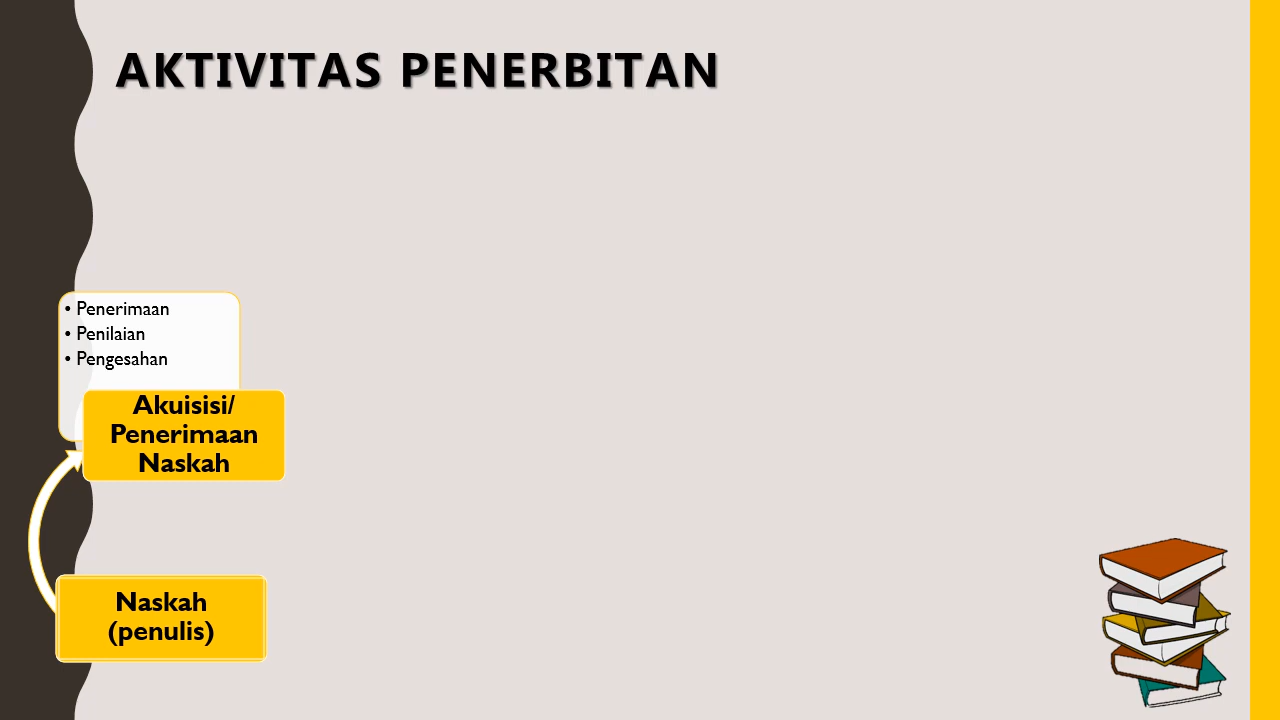 AKTIVITAS PENERBITAN
• Penerimaan
• Penilaian
• Pengesahan
Akuisisi/
Penerimaan
Naskah
Naskah
(penulis)